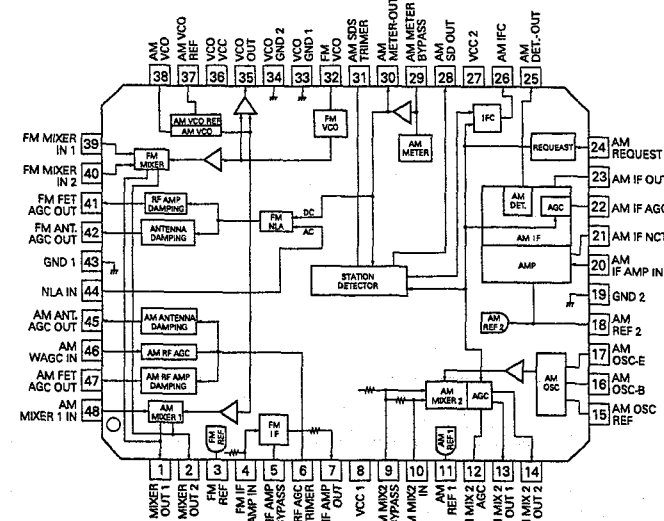 AM
VCO
AM VCO
REF
VCO
VCC
VCO
OUT
VCO
GND 2
VCO
GND 1
FM
VCO
AM SDS
TRIMER
AM
METER-OUT
AM METER
BYPASS
AM
SD OUT
VCC 2
AM IFC
AM
DET.-OUT
38 37 36 35 34 33 32 31 30 29 28 27 26 25
AM VCO REF
AM VCO
FM
VCO
AM
METER
IFC
REQUEAST
FM MIXER
IN 1
39
FM
MIXER
FM MIXER
IN 2
40
FM FET
AGC OUT
41
RF AMP
DAMPING
FM ANT.
AGC OUT
42
ANTENNA
DAMPING
FM
NLA
DC
AC
GND 1
43
NLA IN
44
STATION
DETECTOR
AM ANT.
AGC OUT
45
AM ANTENNA
DAMPING
AM
WAGC IN
46
AM RF AGC
AM FET
AGC OUT
47
AM RF AMP
DAMPING
AM
MIXER 1 IN
48
AM
MIXER 1
24
AM
REQUEST
23
AM IF OUT
22
AM IF AGC
21
AM IF NCT
20
AM
IF AMP IN
19
GND 2
18
AM
REF 2
17
AM
OSC-E
16
AM
OSC-B
15
AM OSC
REF
AM
DET.
AGC
AM IF
AMP
AM
REF 2
AM
OSC
AM
MIXER 2
AGC
FM
REF
FM
I F
AM
REF 1
1 2 3 4 5 6 7 8 9 10 11 12 13 14
MIXER
OUT 1
MIXER
OUT 2
FM
REF
FM IF
AMP IN
AMP
BYPASS
RF AGC
TRIMER
IF AMP
OUT
VCC 1
MIX2
BYPASS
AM MIX2
IN
AM
REF 1
MIX 2
AGC
MIX 2
OUT 1
MIX 2
OUT 2